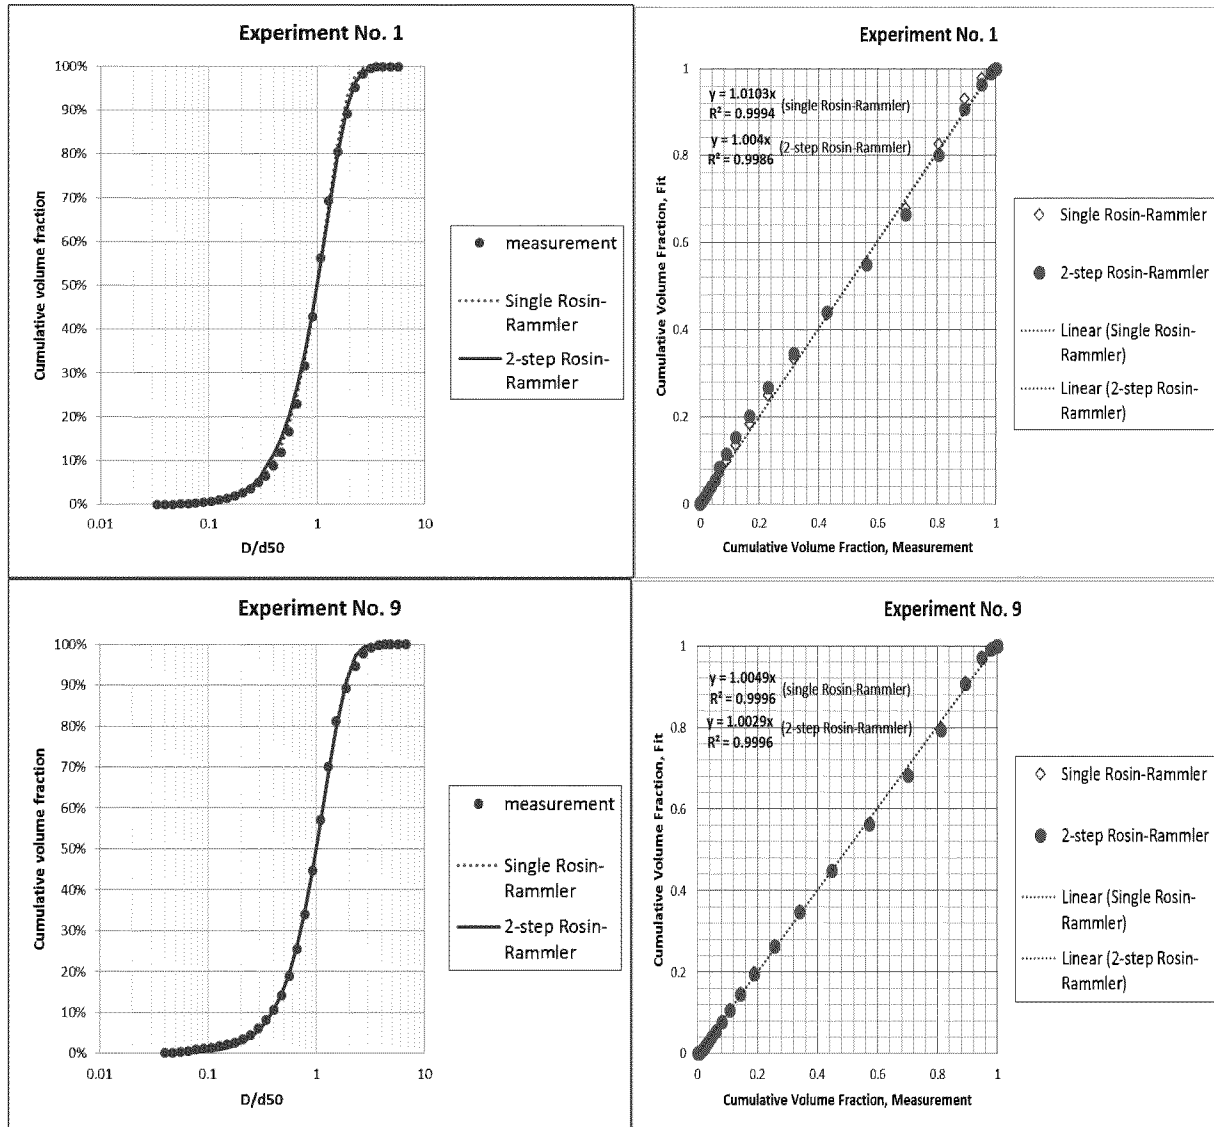 Experiment No. 1
100%
90%
80%
70%
60%
50%
40%
30%
20%
10%
0%
0.01
0.1
1
10
Cumulative volume fraction
D/d50
measurement
Single Rosin-
Rammler
2-step Rosin-
Rammler
Experiment No. 1
y = 1.0103x
R² = 0.9994
(single Rosin-Rammler)
y = 1.004x
R² = 0.9986
(2-step Rosin-Rammler)
1
0.8
0.6
0.4
0.2
0
0
0.2
0.4
0.6
0.8
1
Cumulative Volume Fraction, Fit
Cumulative Volume Fraction, Measurement
Single Rosin-Rammler
2-step Rosin-Rammler
Linear (Single Rosin-
Rammler)
Linear (2-step Rosin-
Rammler)
Experiment No. 9
100%
90%
80%
70%
60%
50%
40%
30%
20%
10%
0%
0.01
0.1
1
10
Cumulative volume fraction
D/d50
measurement
Single Rosin-
Rammler
2-step Rosin-
Rammler
Experiment No. 9
y = 1.0049x
R² = 0.9996
(single Rosin-Rammler)
y = 1.0029x
R² = 0.9996
(2-step Rosin-Rammler)
1
0.8
0.6
0.4
0.2
0
0
0.2
0.4
0.6
0.8
1
Cumulative Volume Fraction, Fit
Cumulative Volume Fraction, Measurement
Single Rosin-Rammler
2-step Rosin-Rammler
Linear (Single Rosin-
Rammler)
Linear (2-step Rosin-
Rammler)